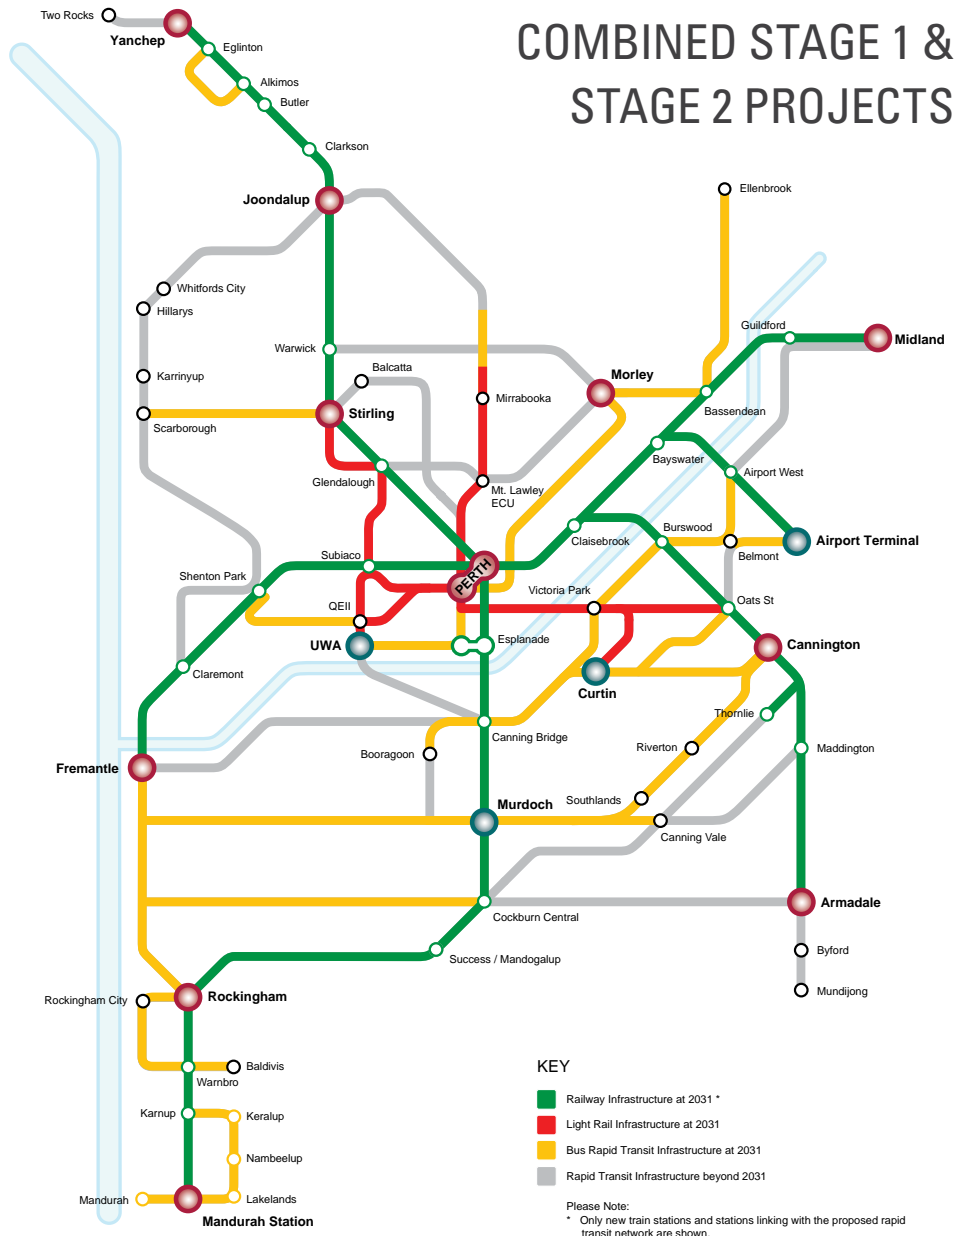 COMBINED STAGE 1 &
STAGE 2 PROJECTS
Two Rocks
Yanchep
Eglinton
Alkimos
Butler
Clarkson
Joondalup
Ellenbrook
Whitfords City
Hillarys
Guildford
Midland
Warwick
Balcatta
Morley
Karrinyup
Mirrabooka
Bassendean
Stirling
Scarborough
Bayswater
Airport West
Glendalough
Mt. Lawley
ECU
Claisebrook
Burswood
Airport Terminal
Belmont
Subiaco
Shenton Park
PERTH
Victoria Park
Oats St
QEII
UWA
Esplanade
Cannington
Claremont
Curtin
Thornlie
Canning Bridge
Booragoon
Riverton
Maddington
Fremantle
Southlands
Murdoch
Canning Vale
Armadale
Cockburn Central
Byford
Success / Mandogalup
Mundijong
Rockingham
Rockingham City
Baldivis
Warnbro
Karnup
Keralup
Nambeelup
Mandurah
Lakelands
Mandurah Station
KEY
Railway Infrastructure at 2031 *
Light Rail Infrastructure at 2031
Bus Rapid Transit Infrastructure at 2031
Rapid Transit Infrastructure beyond 2031
Please Note:
* Only new train stations and stations linking with the proposed rapid
transit network are shown.